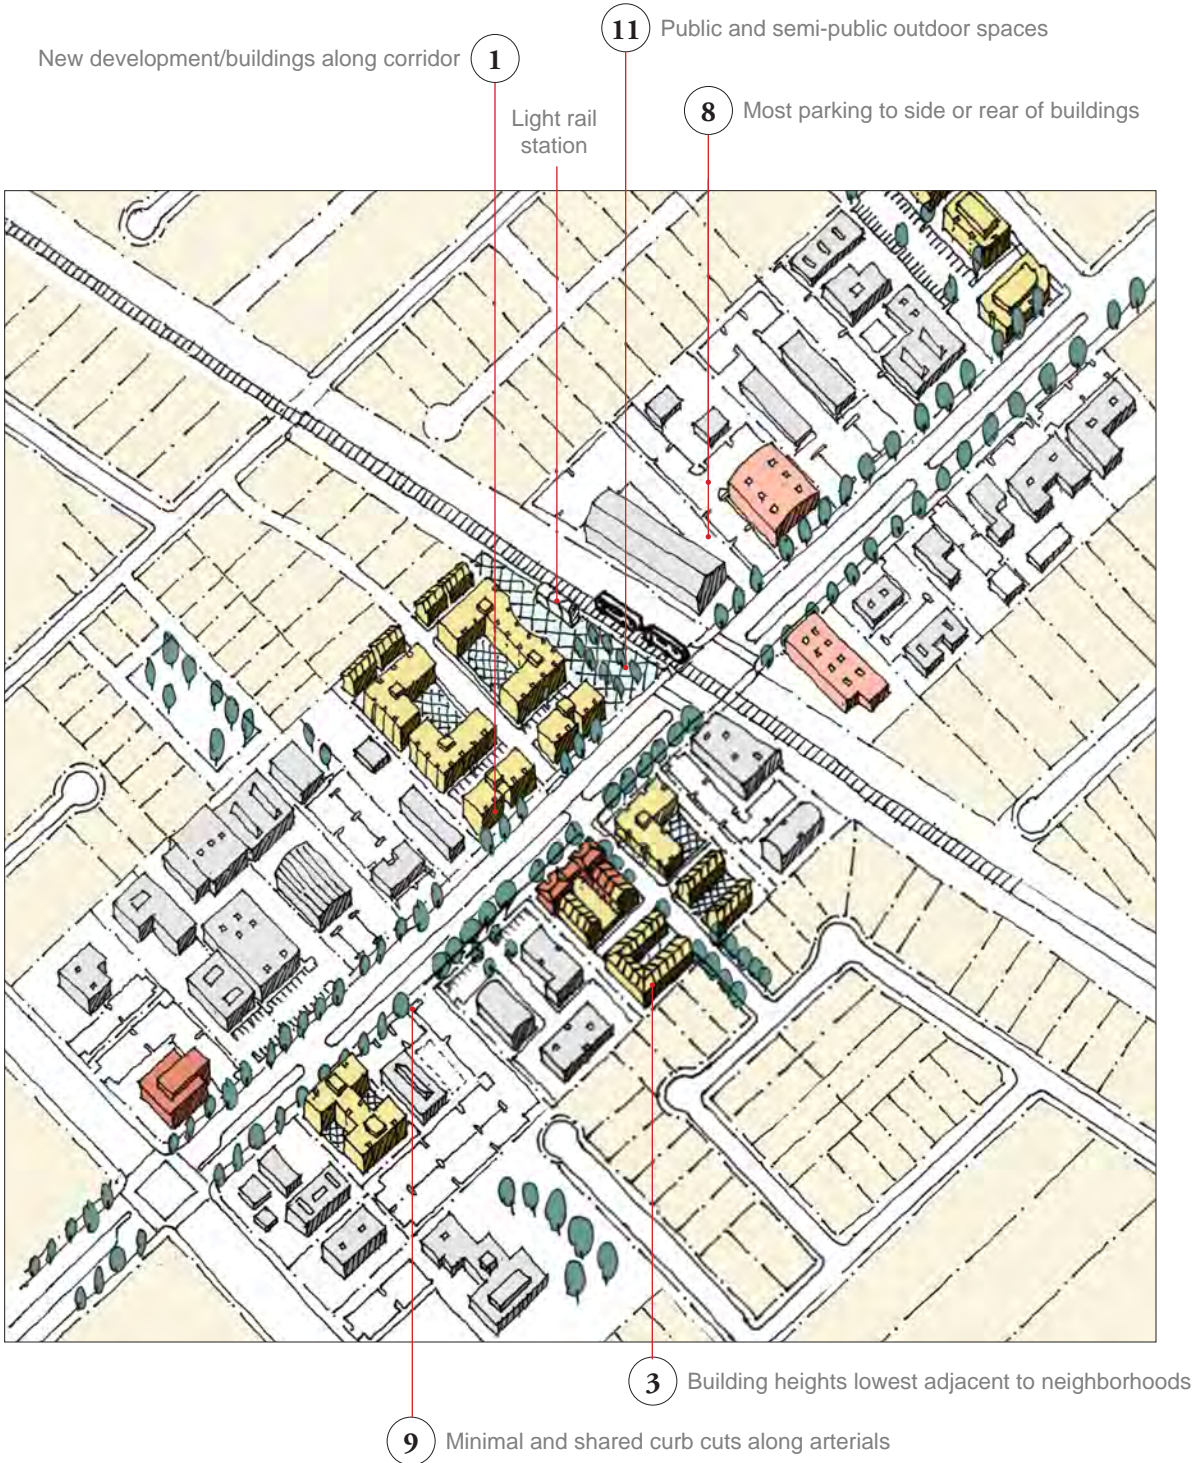 11 Public and semi-public outdoor spaces
New development/buildings along corridor 1
8 Most parking to side or rear of buildings
Light rail
station
3 Building heights lowest adjacent to neighborhoods
9 Minimal and shared curb cuts along arterials